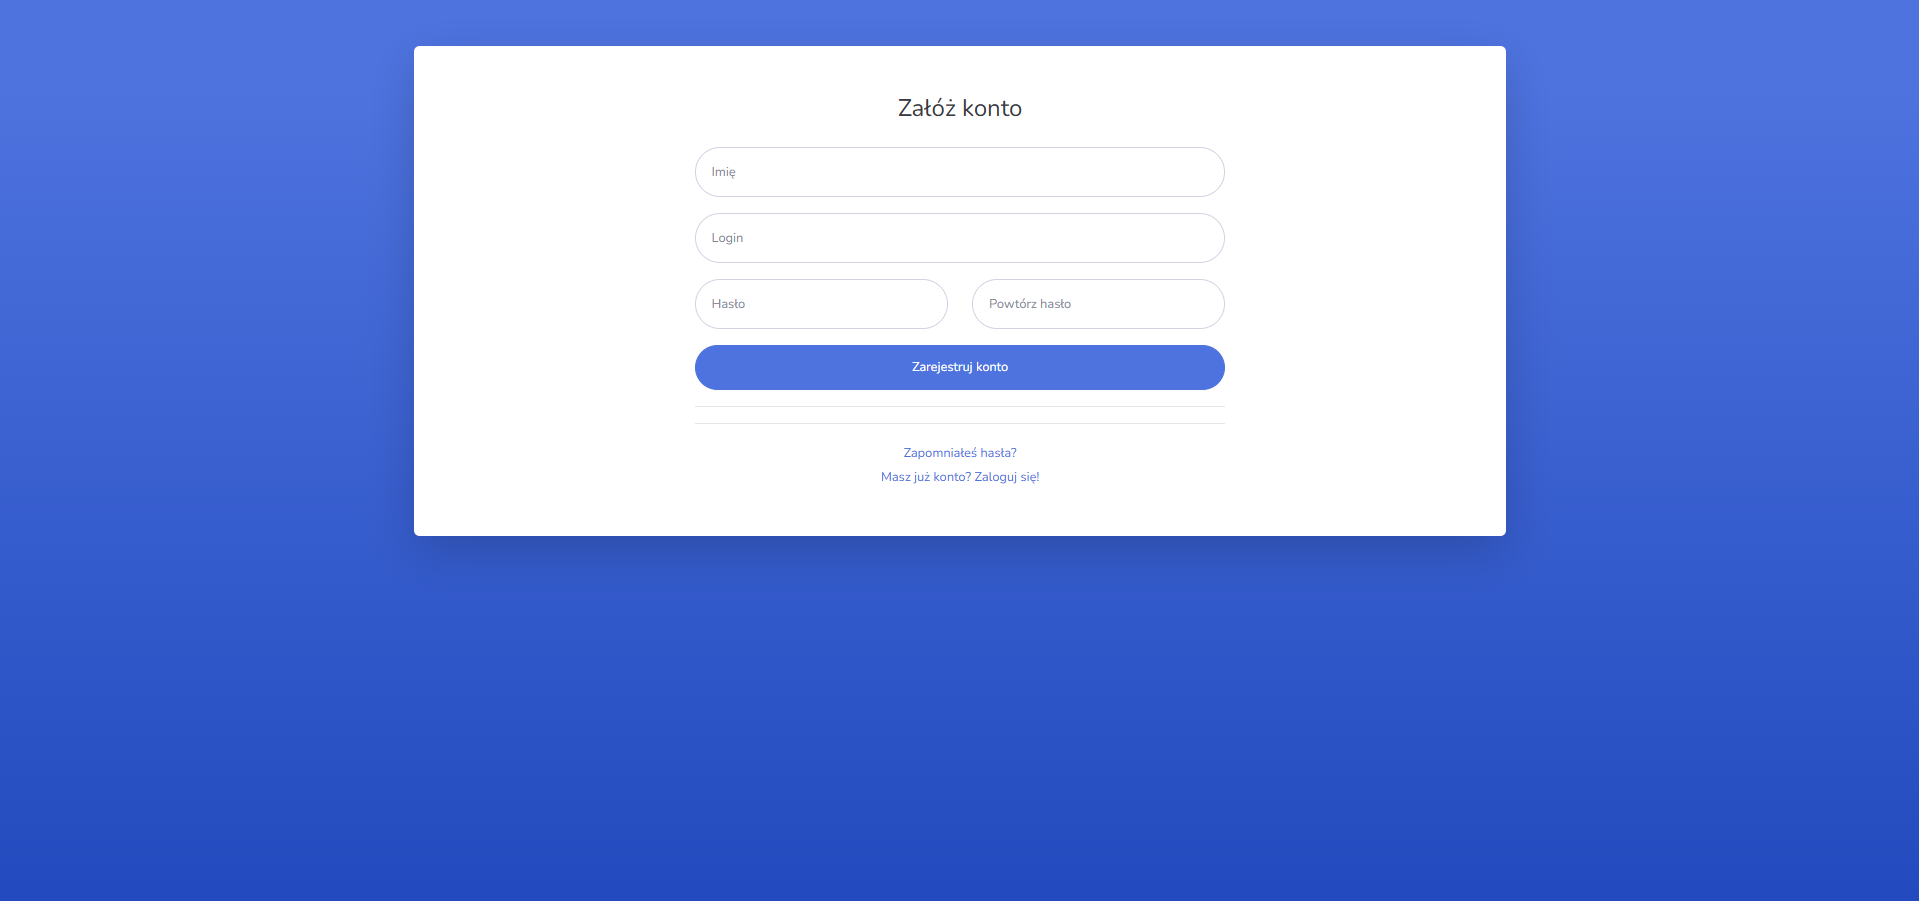 Załóż konto
Imię
Login
Hasło
Powtórz hasło
Zarejestruj konto
Zapomniałeś hasła?
Masz już konto? Zaloguj się!